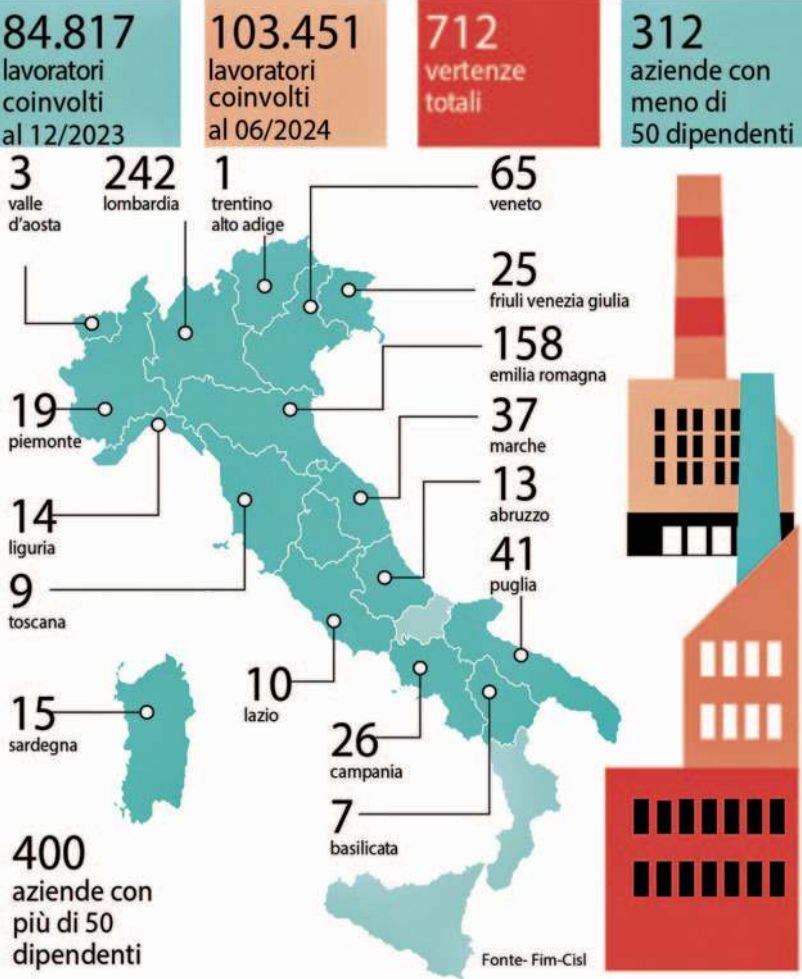 84.817
lavoratori
coinvolti
al 12/2023
103.451
lavoratori
coinvolti
al 06/2024
712
vertenze
totali
312
aziende con
meno di
50 dipendenti
3
valle
d'aosta
242
lombardia
1
trentino
alto adige
65
veneto
25
friuli venezia giulia
158
emilia romagna
19
piemonte
37
marche
14
liguria
13
abruzzo
9
toscana
41
puglia
10
lazio
15
sardegna
26
campania
7
basilicata
400
aziende con
più di 50
dipendenti
Fonte- Fim-Cisl